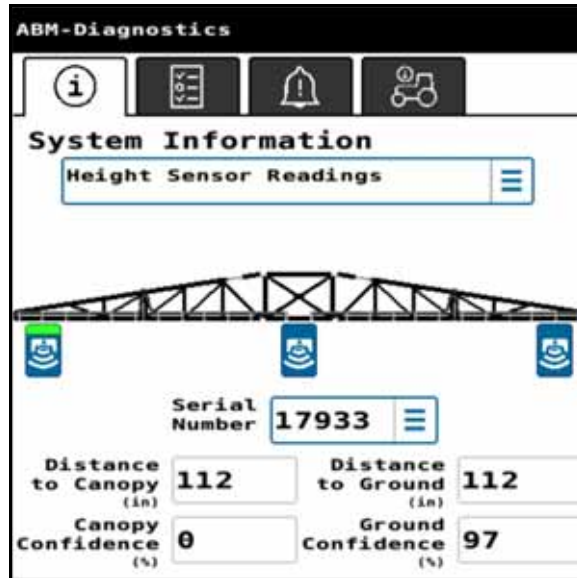 ABM-Diagnostics
System Information
Height Sensor Readings
Serial
Number
17933
Distance
to Canopy
(in)
112
Distance
to Ground
(in)
112
Canopy
Confidence
(%)
0
Ground
Confidence
(%)
97